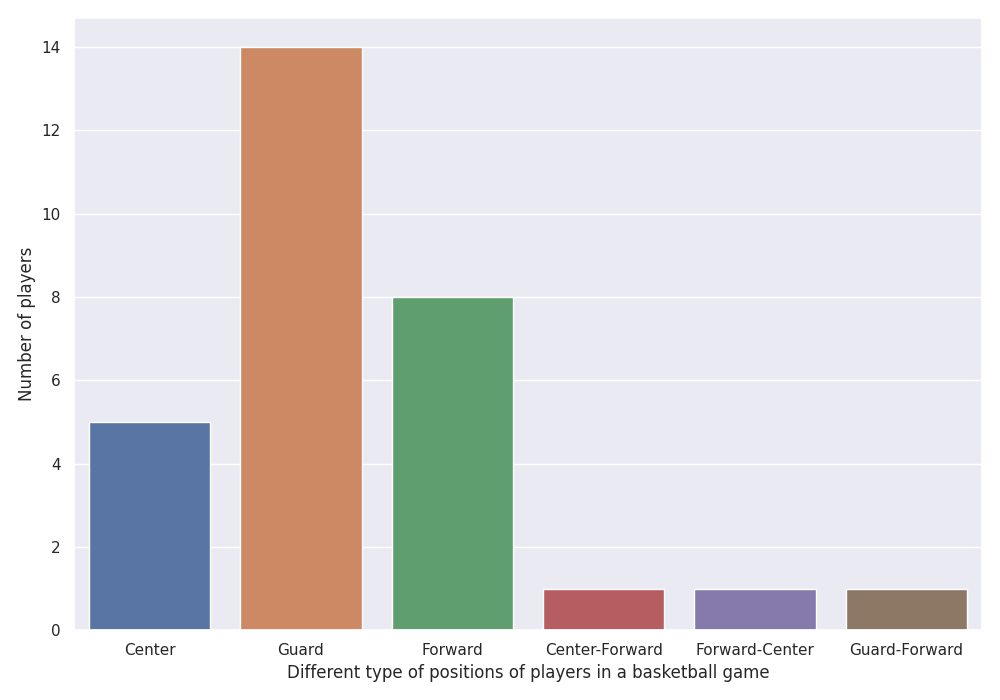 14
12
10
8
6
4
2
0
Number of players
Center Guard Forward Center-Forward Forward-Center Guard-Forward
Different type of positions of players in a basketball game